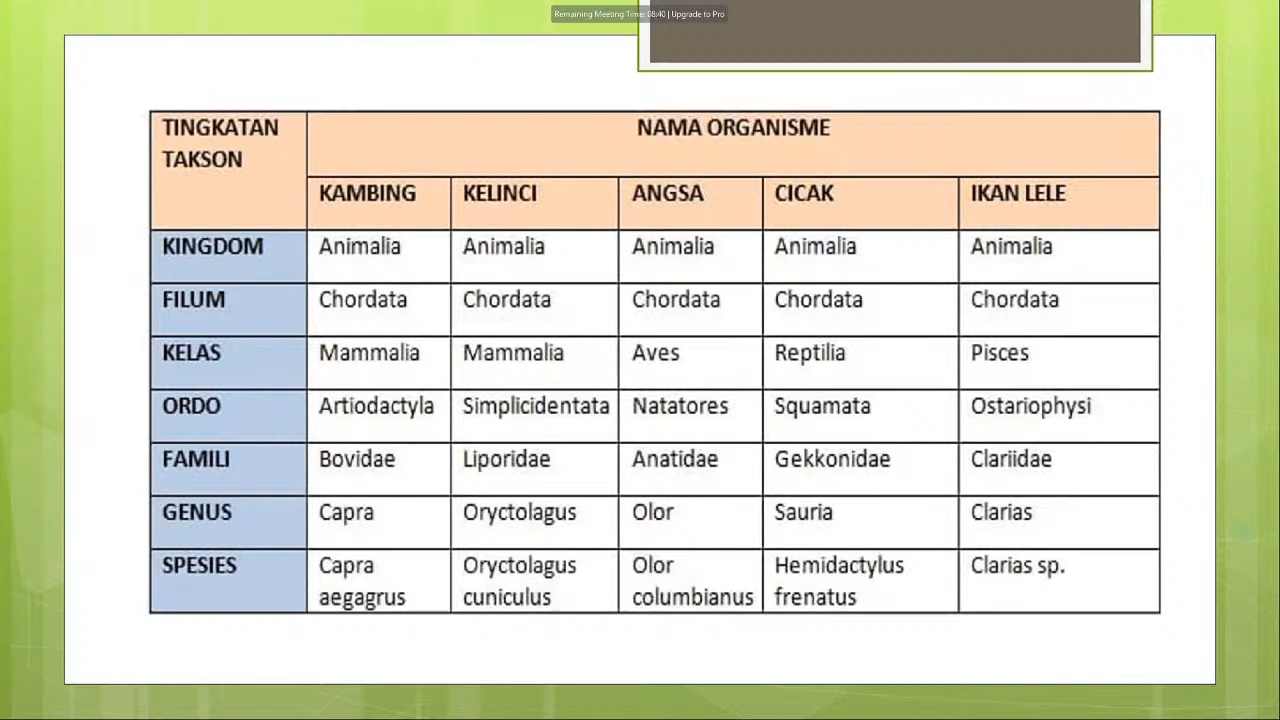 Remaining Meeting Time: 08:40 | Upgrade to Pro
TINGKATAN TAKSON NAMA ORGANISME
KAMBING KELINCI ANGSA CICAK IKAN LELE
KINGDOM Animalia Animalia Animalia Animalia Animalia
FILUM Chordata Chordata Chordata Chordata Chordata
KELAS Mammalia Mammalia Aves Reptilia Pisces
ORDO Artiodactyla Simplicidentata Natatores Squamata Ostariophysi
FAMILI Bovidae Liporidae Anatidae Gekkonidae Clariidae
GENUS Capra Oryctolagus Olor Sauria Clarias
SPESIES Capra aegagrus Oryctolagus cuniculus Olor columbianus Hemidactylus frenatus Clarias sp.